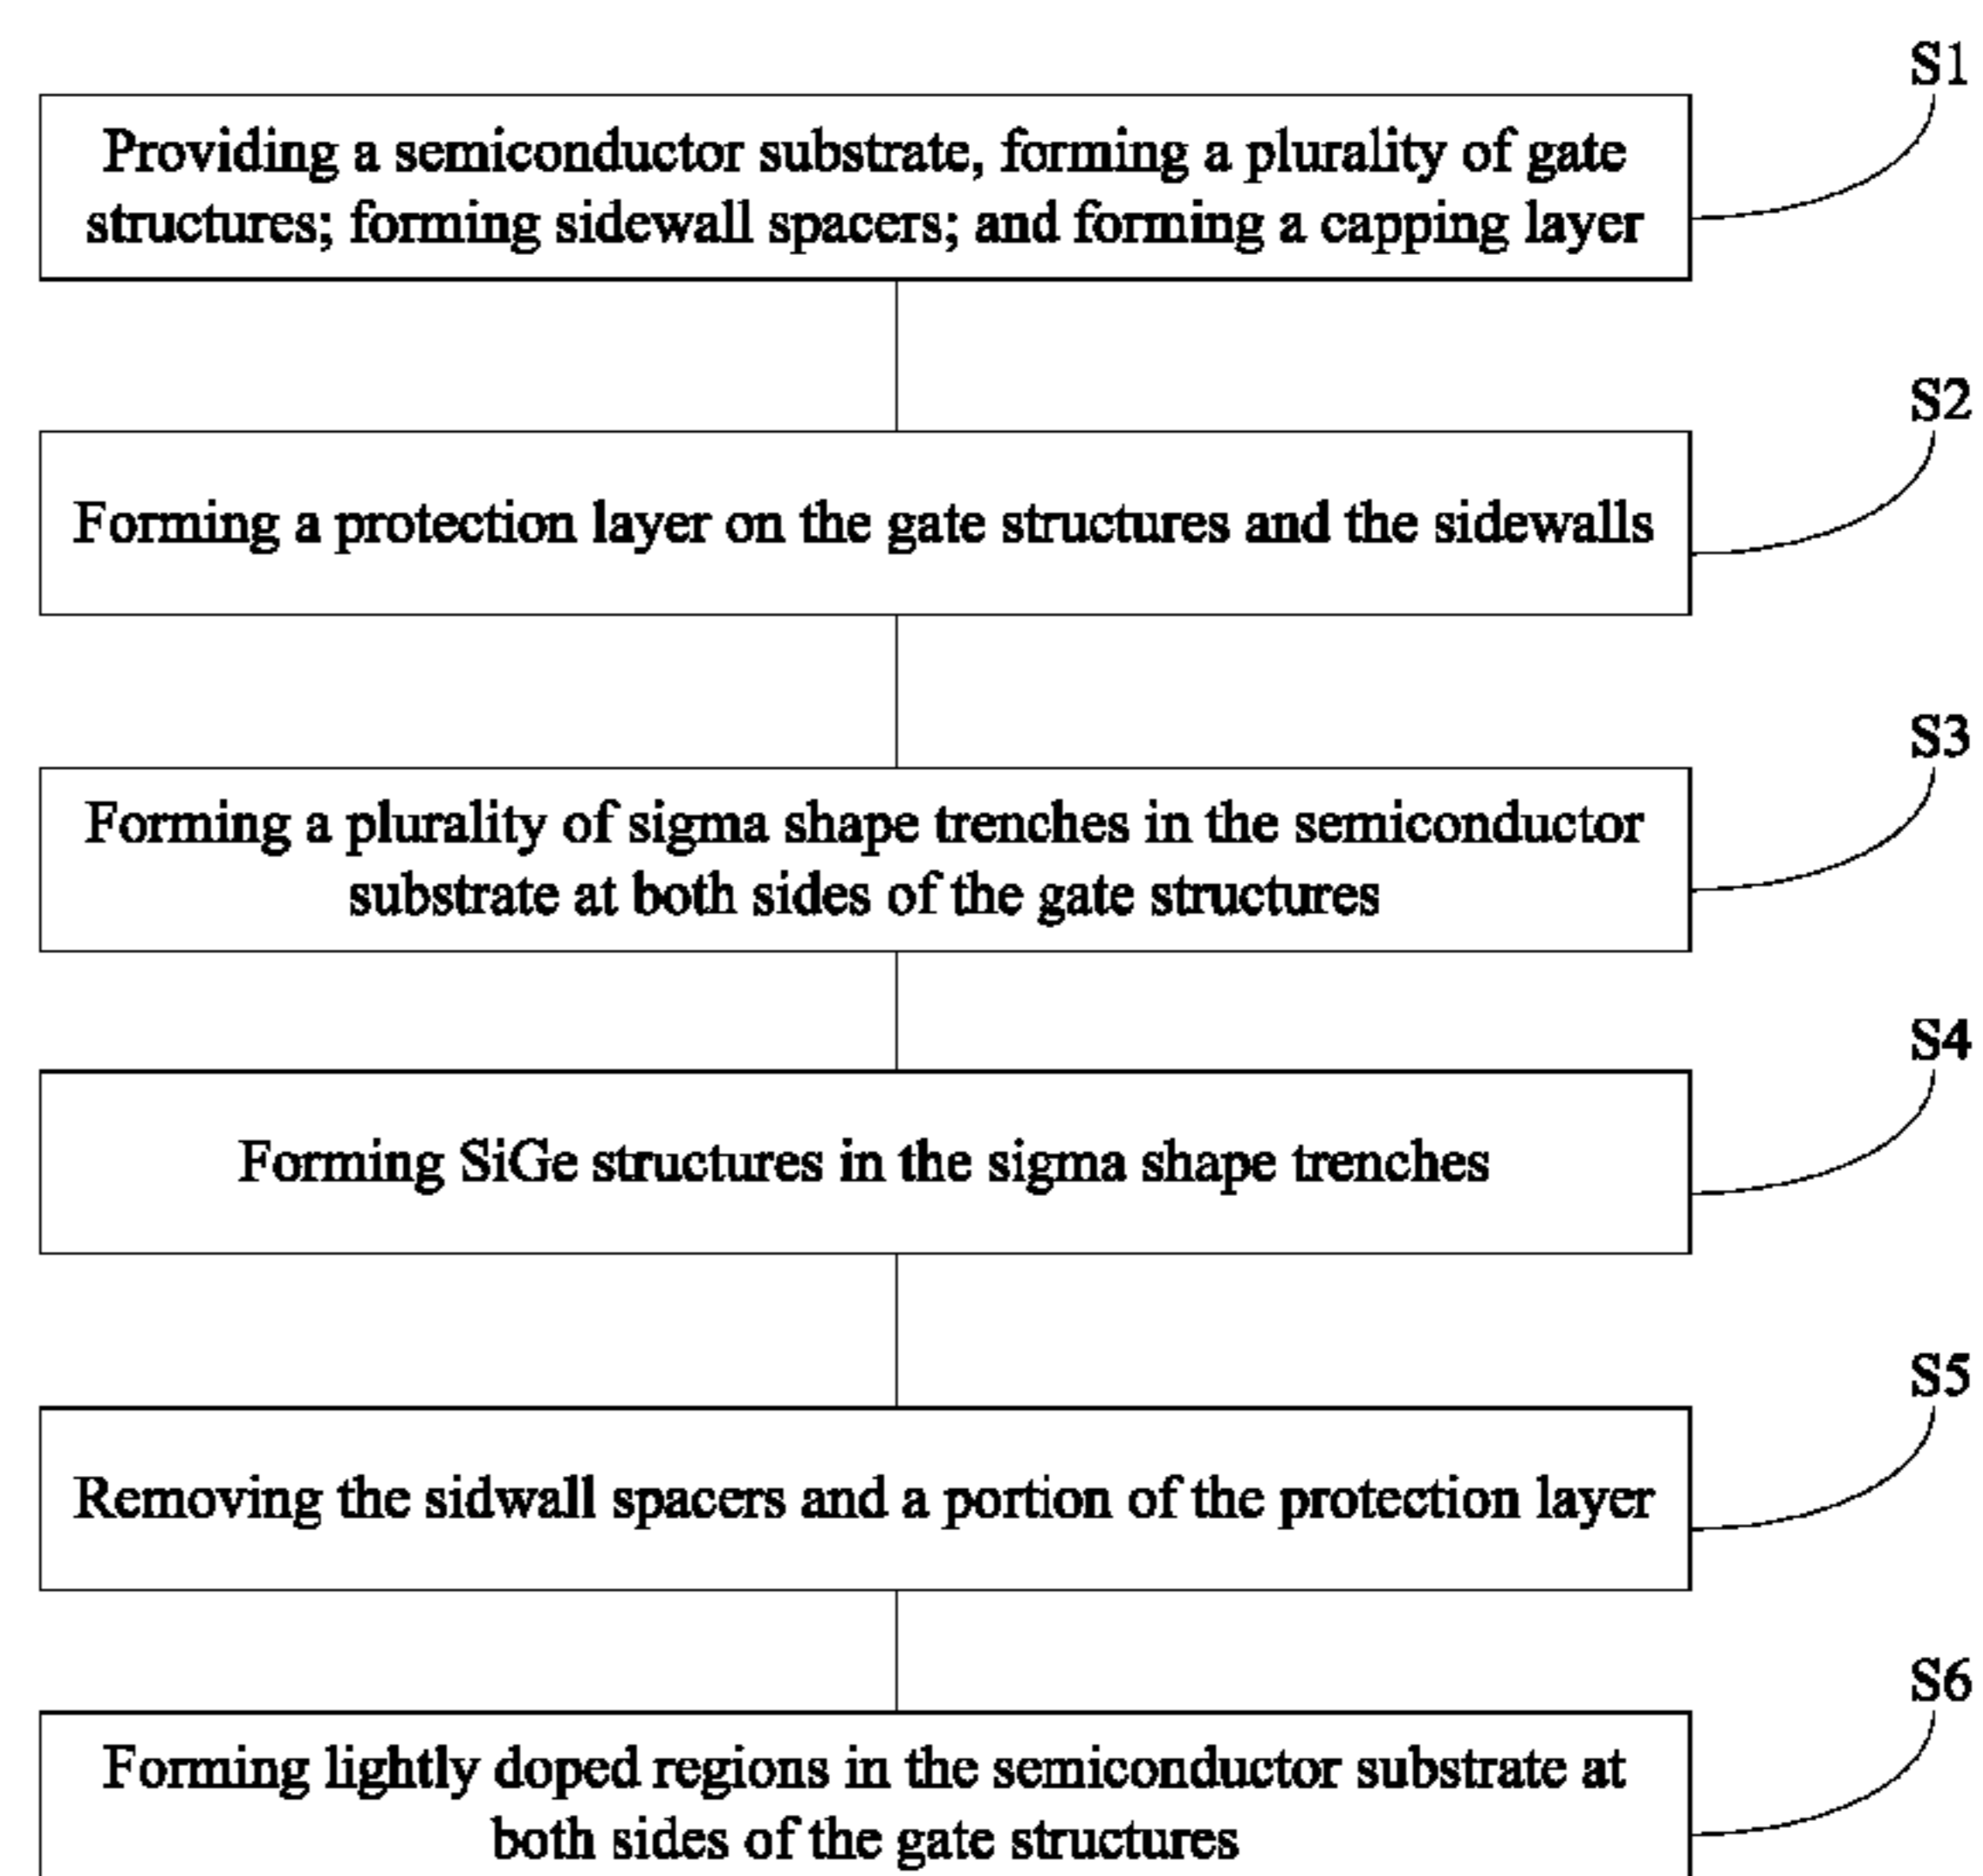 S1
Providing a semiconductor substrate, forming a plurality of gate
structures; forming sidewall spacers; and forming a capping layer
S2
Forming a protection layer on the gate structures and the sidewalls
S3
Forming a plurality of sigma shape trenches in the semiconductor
substrate at both sides of the gate structures
S4
Forming SiGe structures in the sigma shape trenches
S5
Removing the sidwall spacers and a portion of the protection layer
S6
Forming lightly doped regions in the semiconductor substrate at
both sides of the gate structures